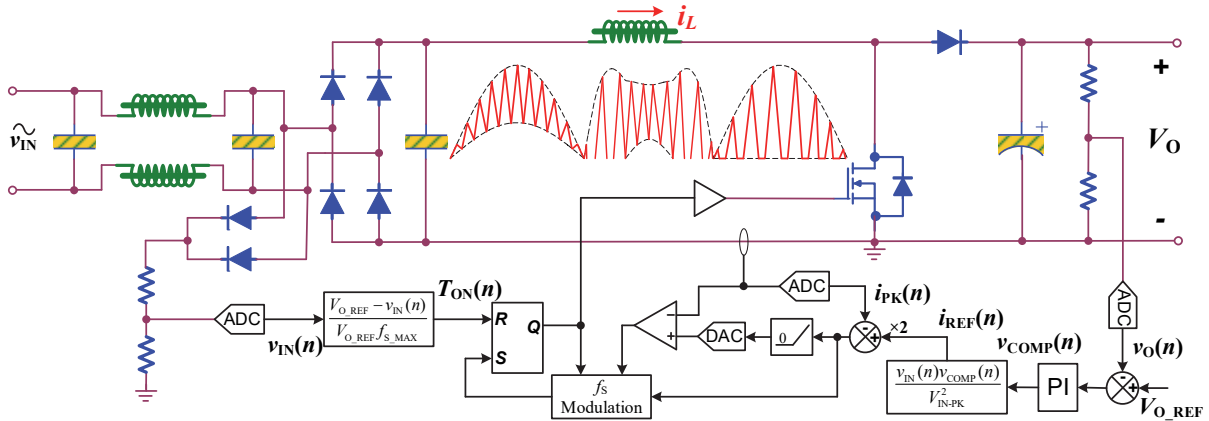 i_L
+
v_IN
V_O
-
T_ON(n)
ADC
i_PK(n)
ADC
ADC
V_O_REF − v_IN(n)
V_O_REF f_S_MAX
R
Q
S
−
+
DAC
0
-
+
×2
i_REF(n)
v_COMP(n)
v_O(n)
v_IN(n)
f_S
Modulation
v_IN(n)v_COMP(n)
V²_IN-PK
PI
-
+
V_O_REF
+